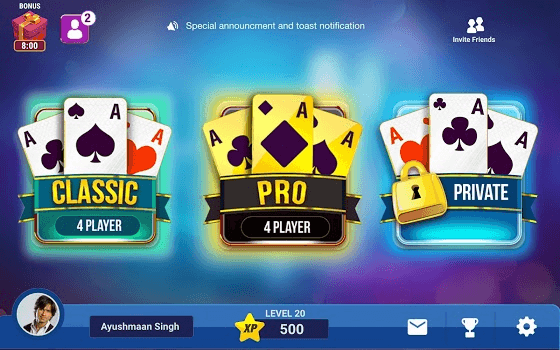 BONUS
8:00
2
Special announcment and toast notification
Invite Friends
A
A
A
CLASSIC
4 PLAYER
A
A
A
PRO
4 PLAYER
A
A
A
PRIVATE
Ayushmaan Singh
LEVEL 20
XP
500